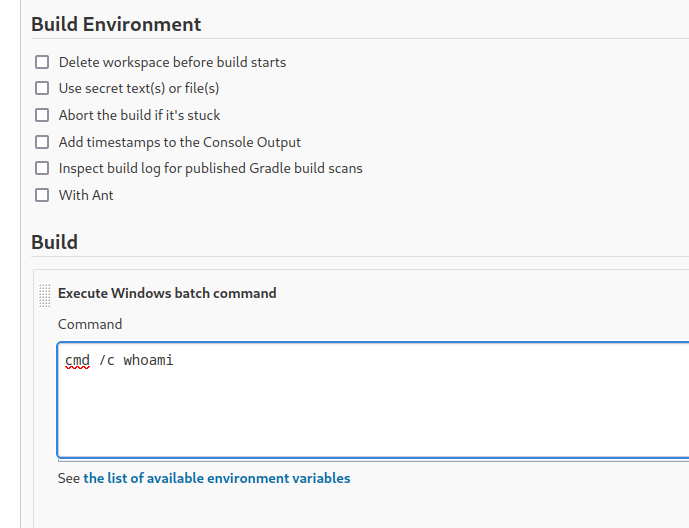 Build Environment
Delete workspace before build starts
Use secret text(s) or file(s)
Abort the build if it's stuck
Add timestamps to the Console Output
Inspect build log for published Gradle build scans
With Ant
Build
Execute Windows batch command
Command
cmd /c whoami
See the list of available environment variables